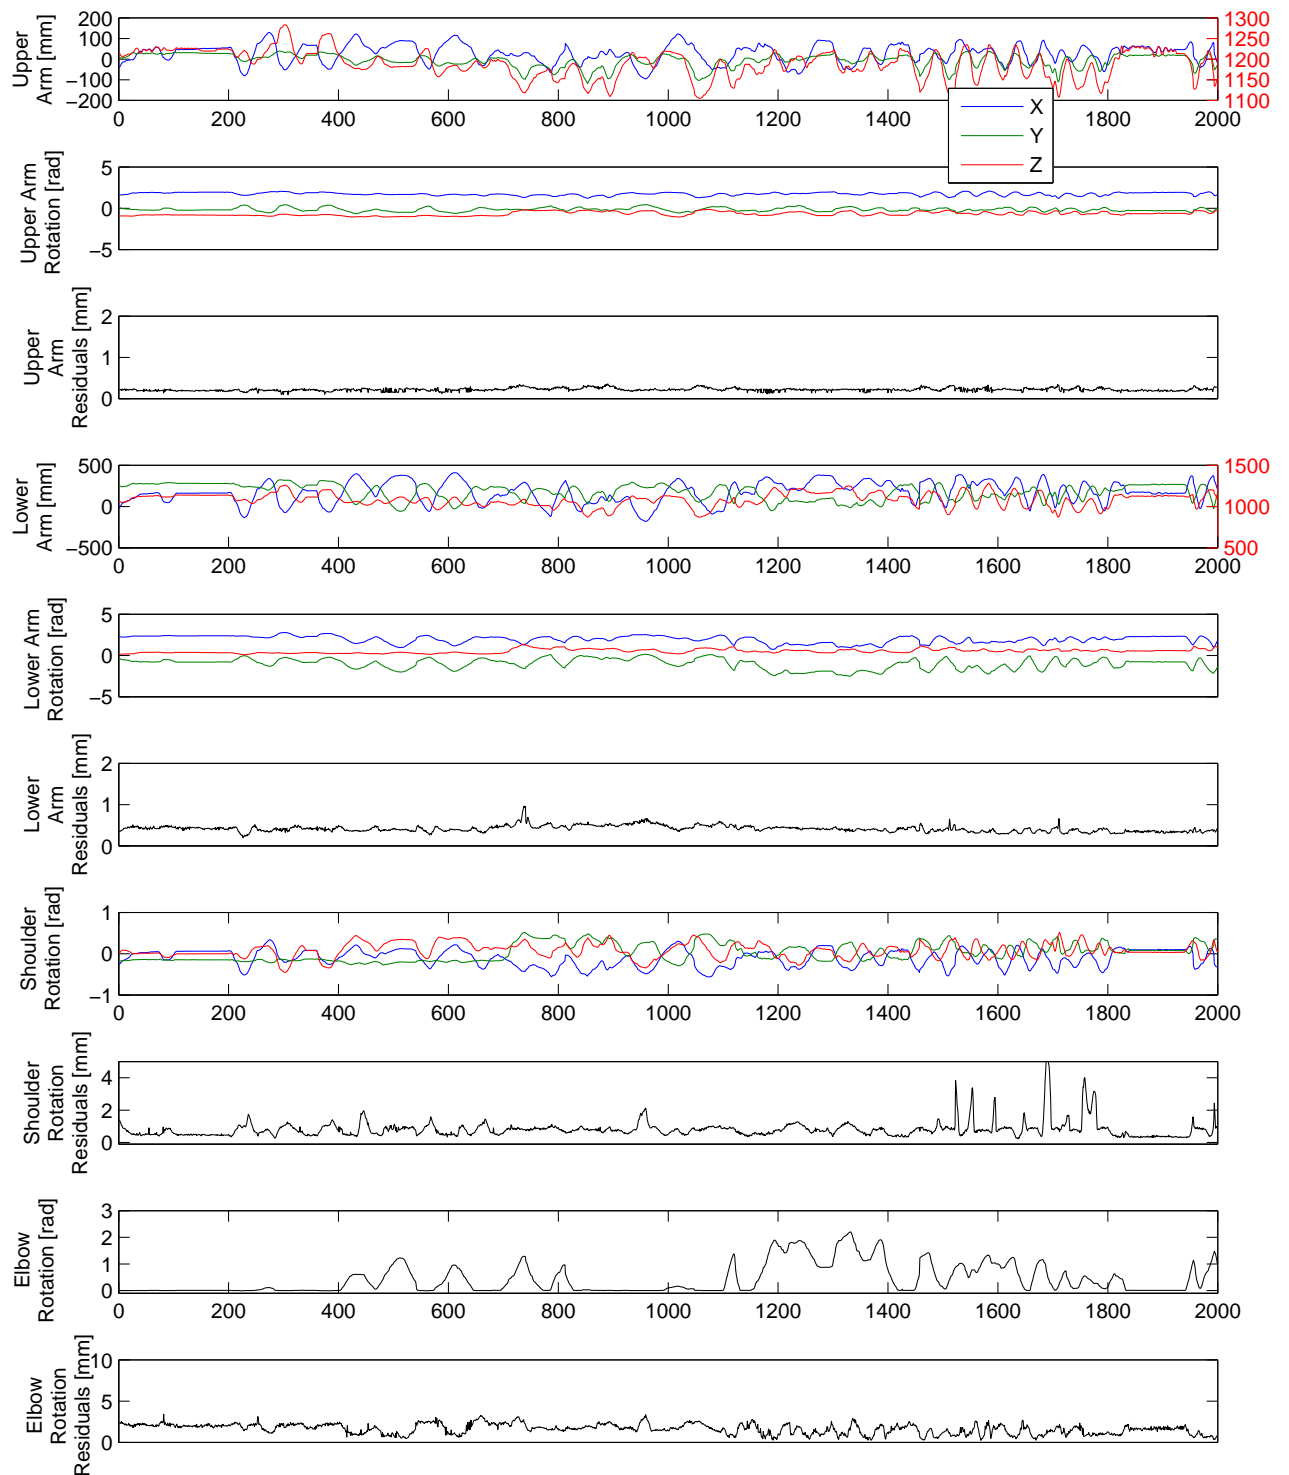 Upper
Arm [mm]
200
100
0
−100
−200
1300
1250
1200
1150
1100
0 200 400 600 800 1000 1200 1400 1600 1800 2000
X
Y
Z
Upper Arm
Rotation [rad]
5
0
−5
Upper
Arm
Residuals [mm]
2
1
0
Lower
Arm [mm]
500
0
−500
1500
1000
500
0 200 400 600 800 1000 1200 1400 1600 1800 2000
Lower Arm
Rotation [rad]
5
0
−5
Lower
Arm
Residuals [mm]
2
1
0
Shoulder
Rotation [rad]
1
0
−1
0 200 400 600 800 1000 1200 1400 1600 1800 2000
Shoulder
Rotation
Residuals [mm]
4
2
0
Elbow
Rotation [rad]
3
2
1
0
0 200 400 600 800 1000 1200 1400 1600 1800 2000
Elbow
Rotation
Residuals [mm]
10
5
0